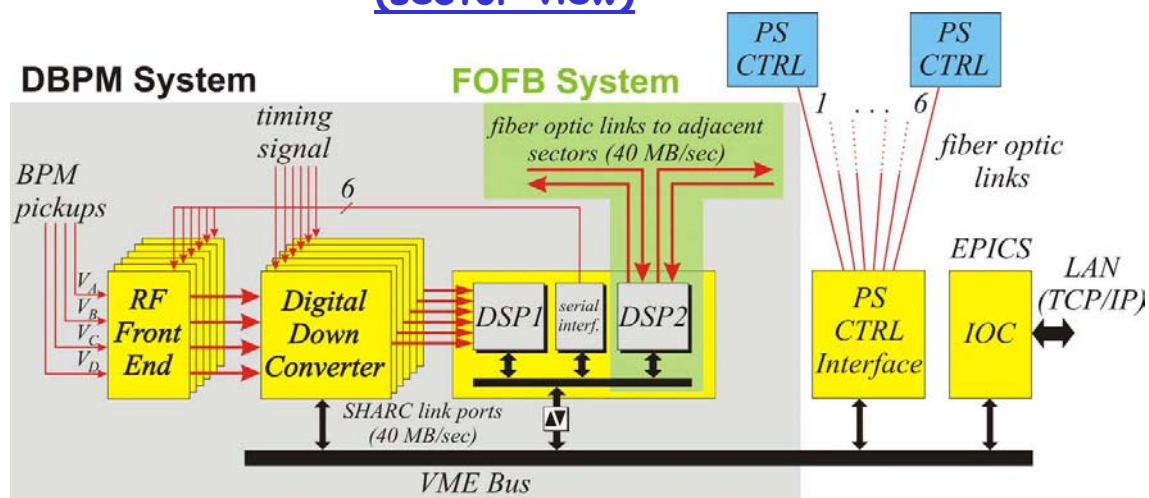 (sector view)
DBPM System
FOFB System
PS
CTRL
PS
CTRL
1 . . . 6
fiber optic
links
timing
signal
fiber optic links to adjacent
sectors (40 MB/sec)
BPM
pickups
6
V_A
V_B
V_C
V_D
RF
Front
End
Digital
Down
Converter
DSP1
serial
interf.
DSP2
PS
CTRL
Interface
EPICS
IOC
LAN
(TCP/IP)
SHARC link ports
(40 MB/sec)
VME Bus